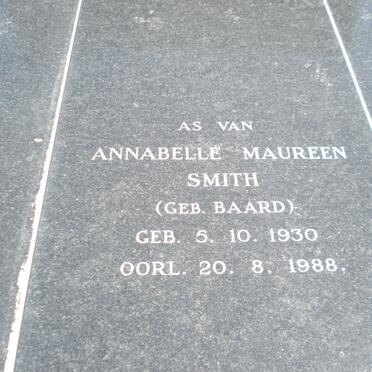 AS VAN
ANNABELLE MAUREEN
SMITH
(GEB. BAARD)
GEB. 5. 10. 1930
OORL. 20. 8. 1988.